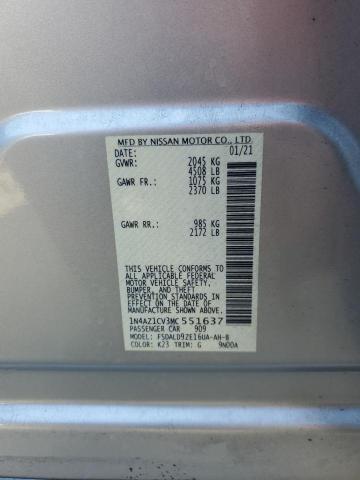 MFD BY NISSAN MOTOR CO., LTD
DATE: 01/21
GVWR: 2045 KG
4508 LB
GAWR FR.: 1075 KG
2370 LB
GAWR RR.: 985 KG
2172 LB
THIS VEHICLE CONFORMS TO
ALL APPLICABLE FEDERAL
MOTOR VEHICLE SAFETY,
BUMPER, AND THEFT
PREVENTION STANDARDS
IN EFFECT ON THE DATE OF
MANUFACTURE SHOWN ABOVE.
1N4AZ1CV3MC551637
PASSENGER CAR 909
MODEL: FSDALD9ZE16UA-AH-B
COLOR: K23 TRIM: G 9N00A